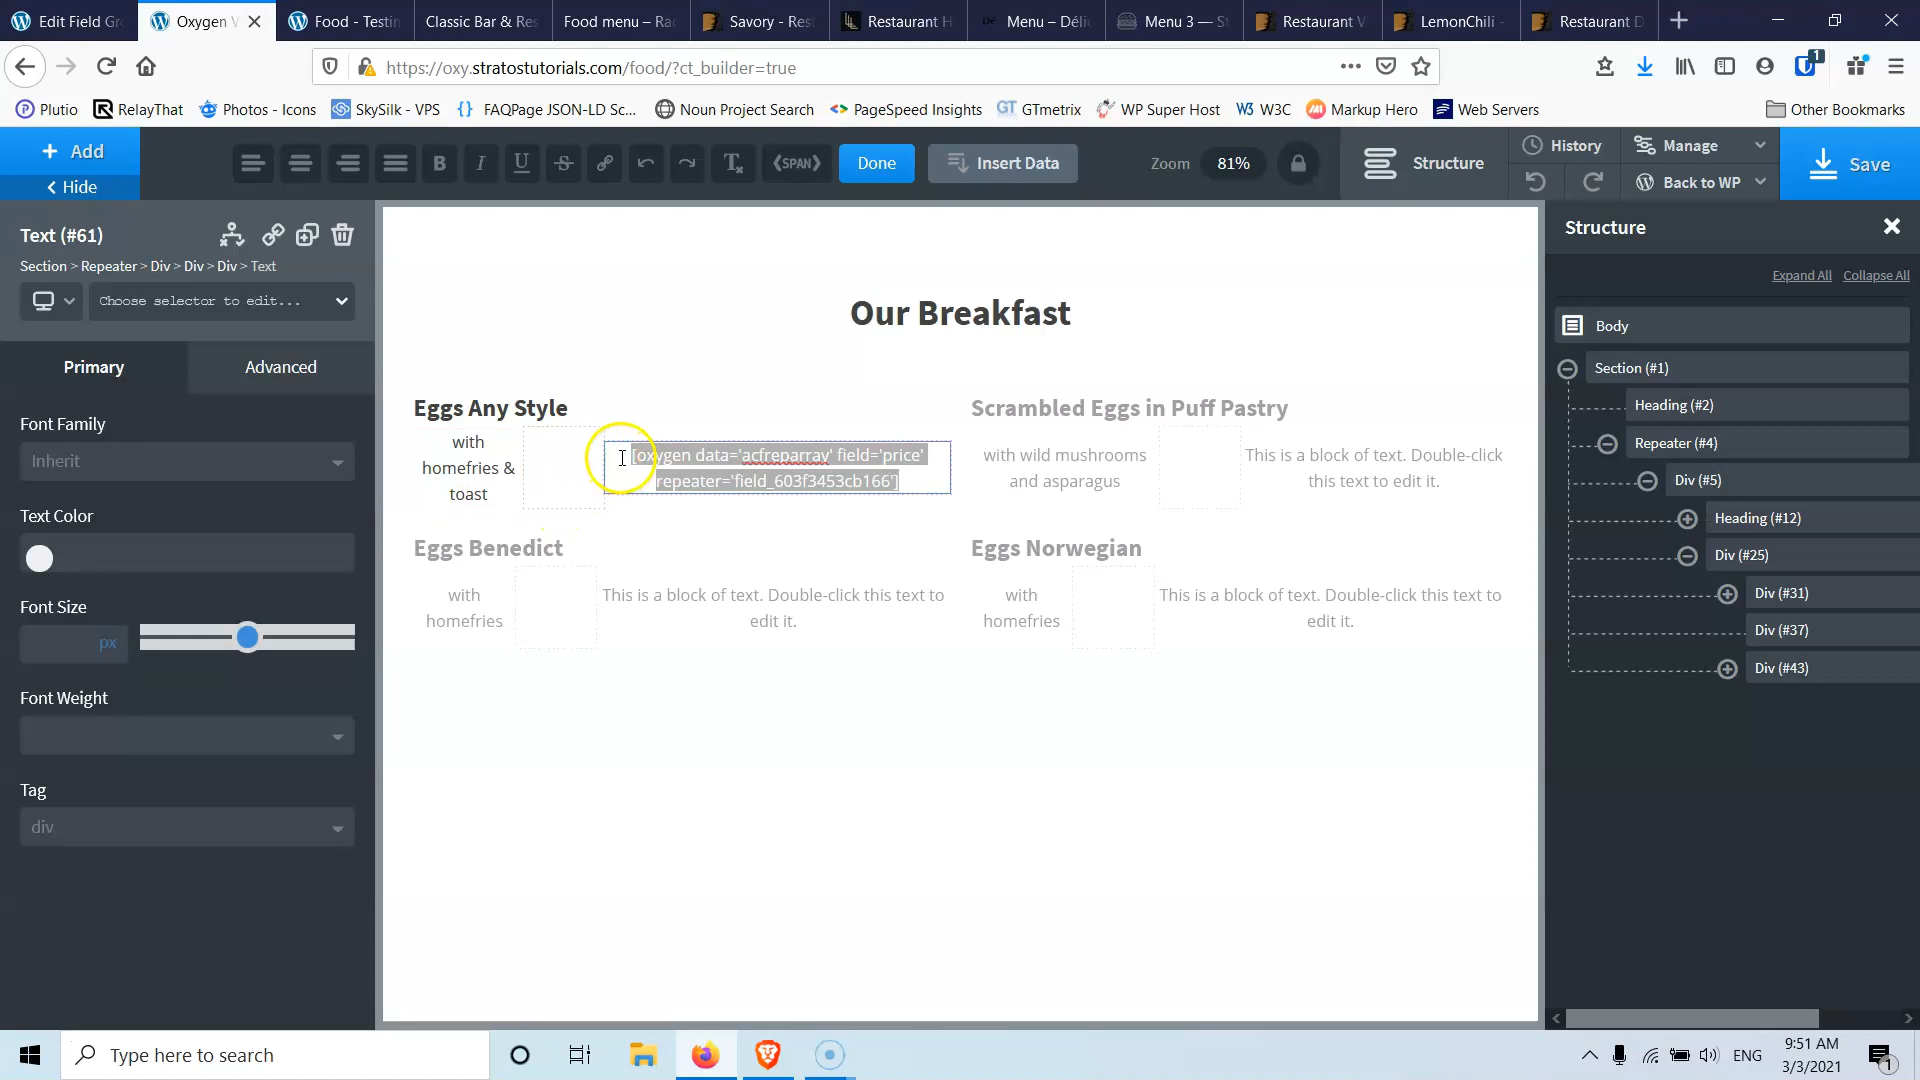 Edit Field Gr
Oxygen V
Food - Testin
Classic Bar & Res
Food menu – Ra
Savory - Rest
Restaurant H
Menu – Déli
Menu 3 — S
Restaurant V
LemonChili -
Restaurant D
https://oxy.stratostutorials.com/food/?ct_builder=true
1
Plutio
RelayThat
Photos - Icons
SkySilk - VPS
FAQPage JSON-LD Sc...
Noun Project Search
PageSpeed Insights
GTmetrix
WP Super Host
W3C
Markup Hero
Web Servers
Other Bookmarks
+ Add
< Hide
B
I
U
S
<SPAN>
Done
Insert Data
Zoom
81%
Structure
History
Manage
Back to WP
Save
Text (#61)
Section > Repeater > Div > Div > Div > Text
Choose selector to edit...
Primary
Advanced
Font Family
Inherit
Text Color
Font Size
px
Font Weight
Tag
div
Our Breakfast
Eggs Any Style
with
homefries &
toast
[oxygen data='acfreparray' field='price'
repeater='field_603f3453cb166']
Scrambled Eggs in Puff Pastry
with wild mushrooms
and asparagus
This is a block of text. Double-click
this text to edit it.
Eggs Benedict
with
homefries
This is a block of text. Double-click this text to
edit it.
Eggs Norwegian
with
homefries
This is a block of text. Double-click this text to
edit it.
Structure
Expand All
Collapse All
Body
Section (#1)
Heading (#2)
Repeater (#4)
Div (#5)
Heading (#12)
Div (#25)
Div (#31)
Div (#37)
Div (#43)
Type here to search
ENG
9:51 AM
3/3/2021
1